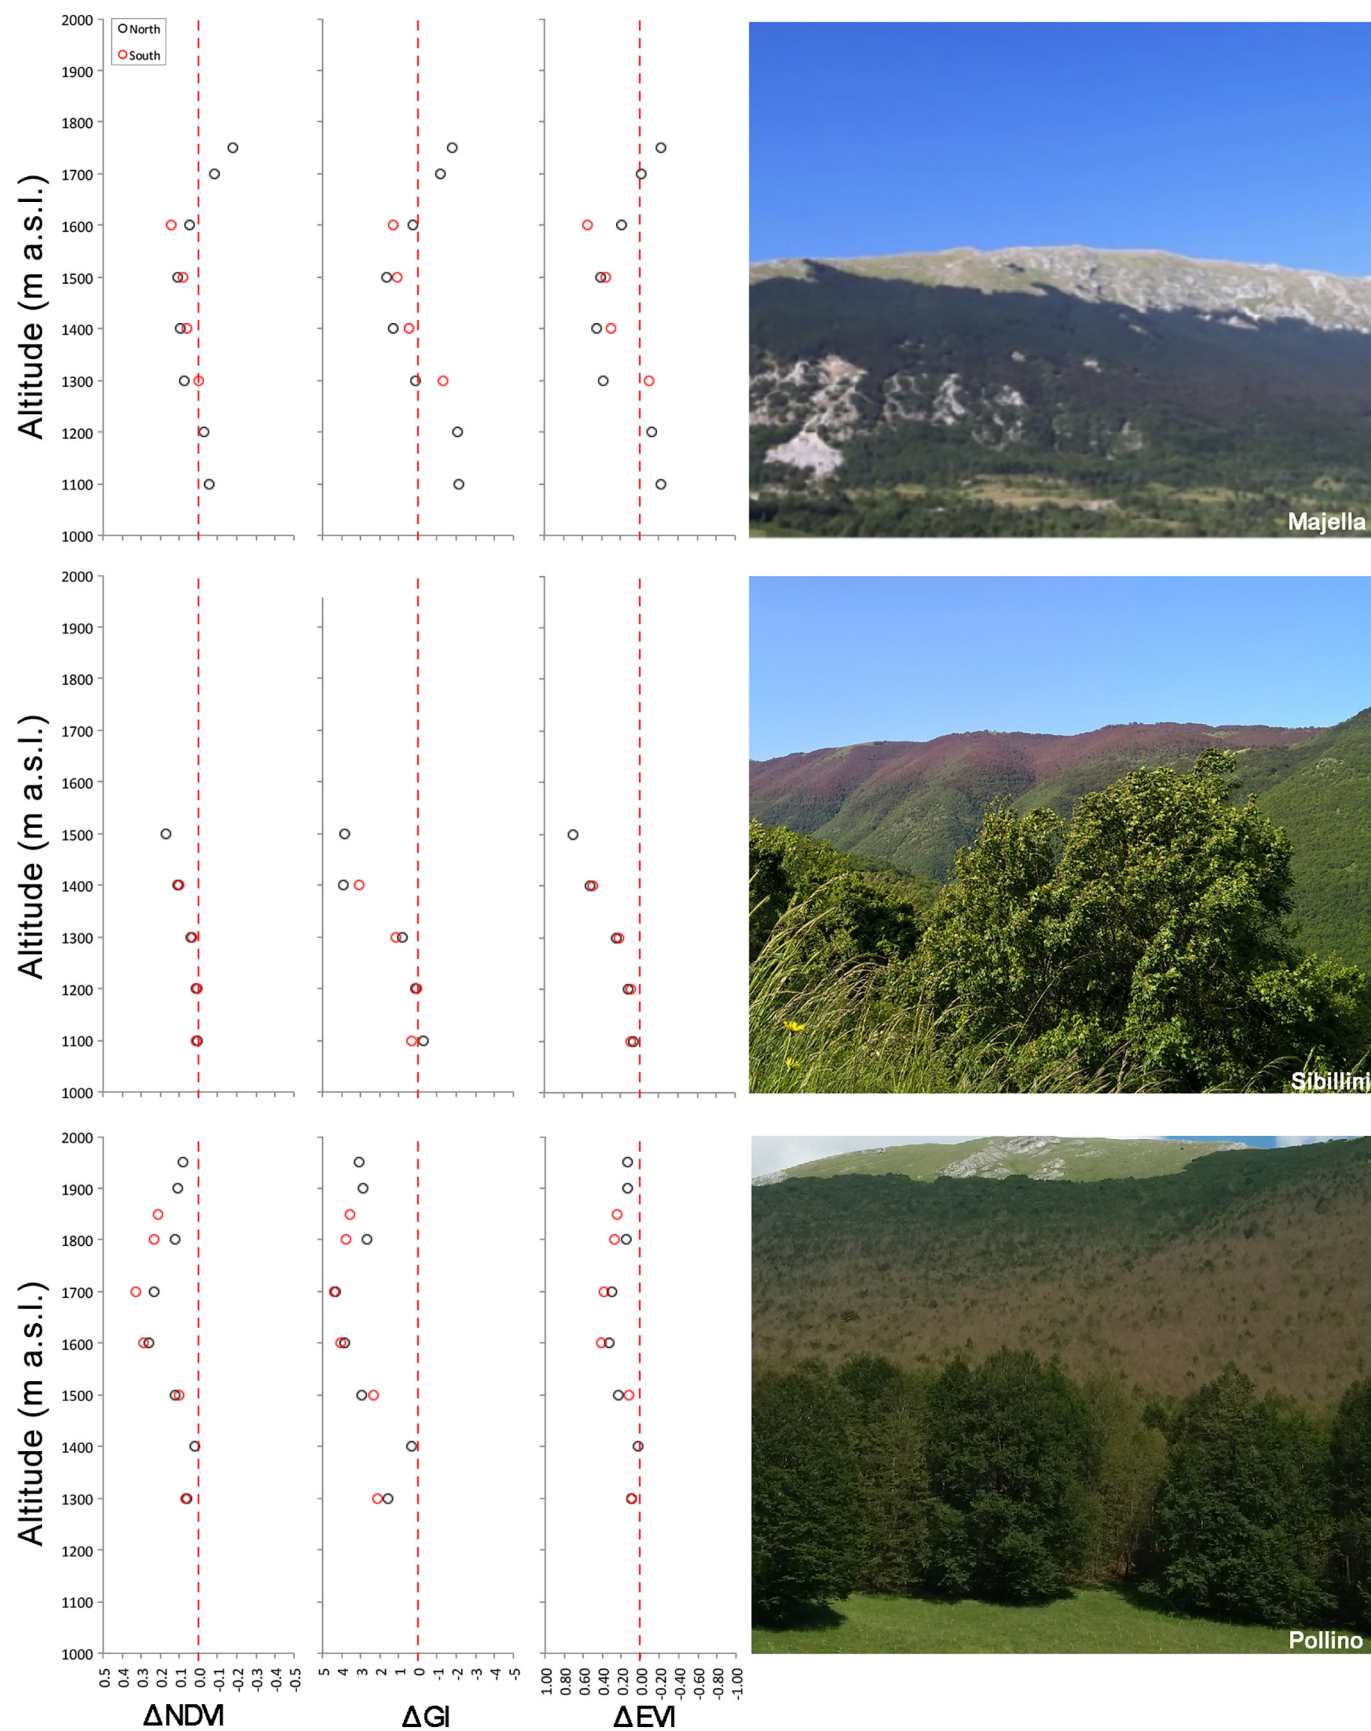 North
South
2000
1900
1800
1700
1600
1500
1400
1300
1200
1100
1000
Altitude (m a.s.l.)
Majella
2000
1900
1800
1700
1600
1500
1400
1300
1200
1100
1000
Altitude (m a.s.l.)
Sibillini
2000
1900
1800
1700
1600
1500
1400
1300
1200
1100
1000
Altitude (m a.s.l.)
Pollino
0.5 0.4 0.3 0.2 0.1 0.0 -0.1 -0.2 -0.3 -0.4 -0.5
5 4 3 2 1 0 -1 -2 -3 -4 -5
1.00 0.80 0.60 0.40 0.20 0.00 -0.20 -0.40 -0.60 -0.80 -1.00
ΔNDVI
ΔGI
ΔEVI